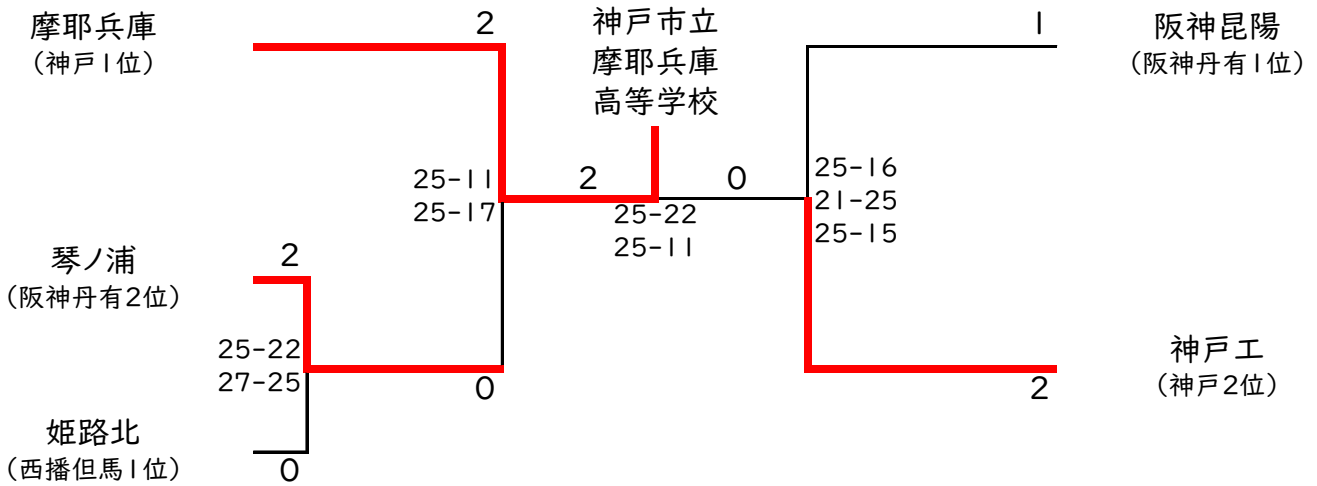 摩耶兵庫
（神戸1位）
2
神戸市立
摩耶兵庫
高等学校
1
阪神昆陽
（阪神丹有1位）
25-11
25-17
2
0
25-22
25-11
25-16
21-25
25-15
琴ノ浦
（阪神丹有2位）
2
25-22
27-25
0
姫路北
（西播但馬1位）
0
神戸工
（神戸2位）
2